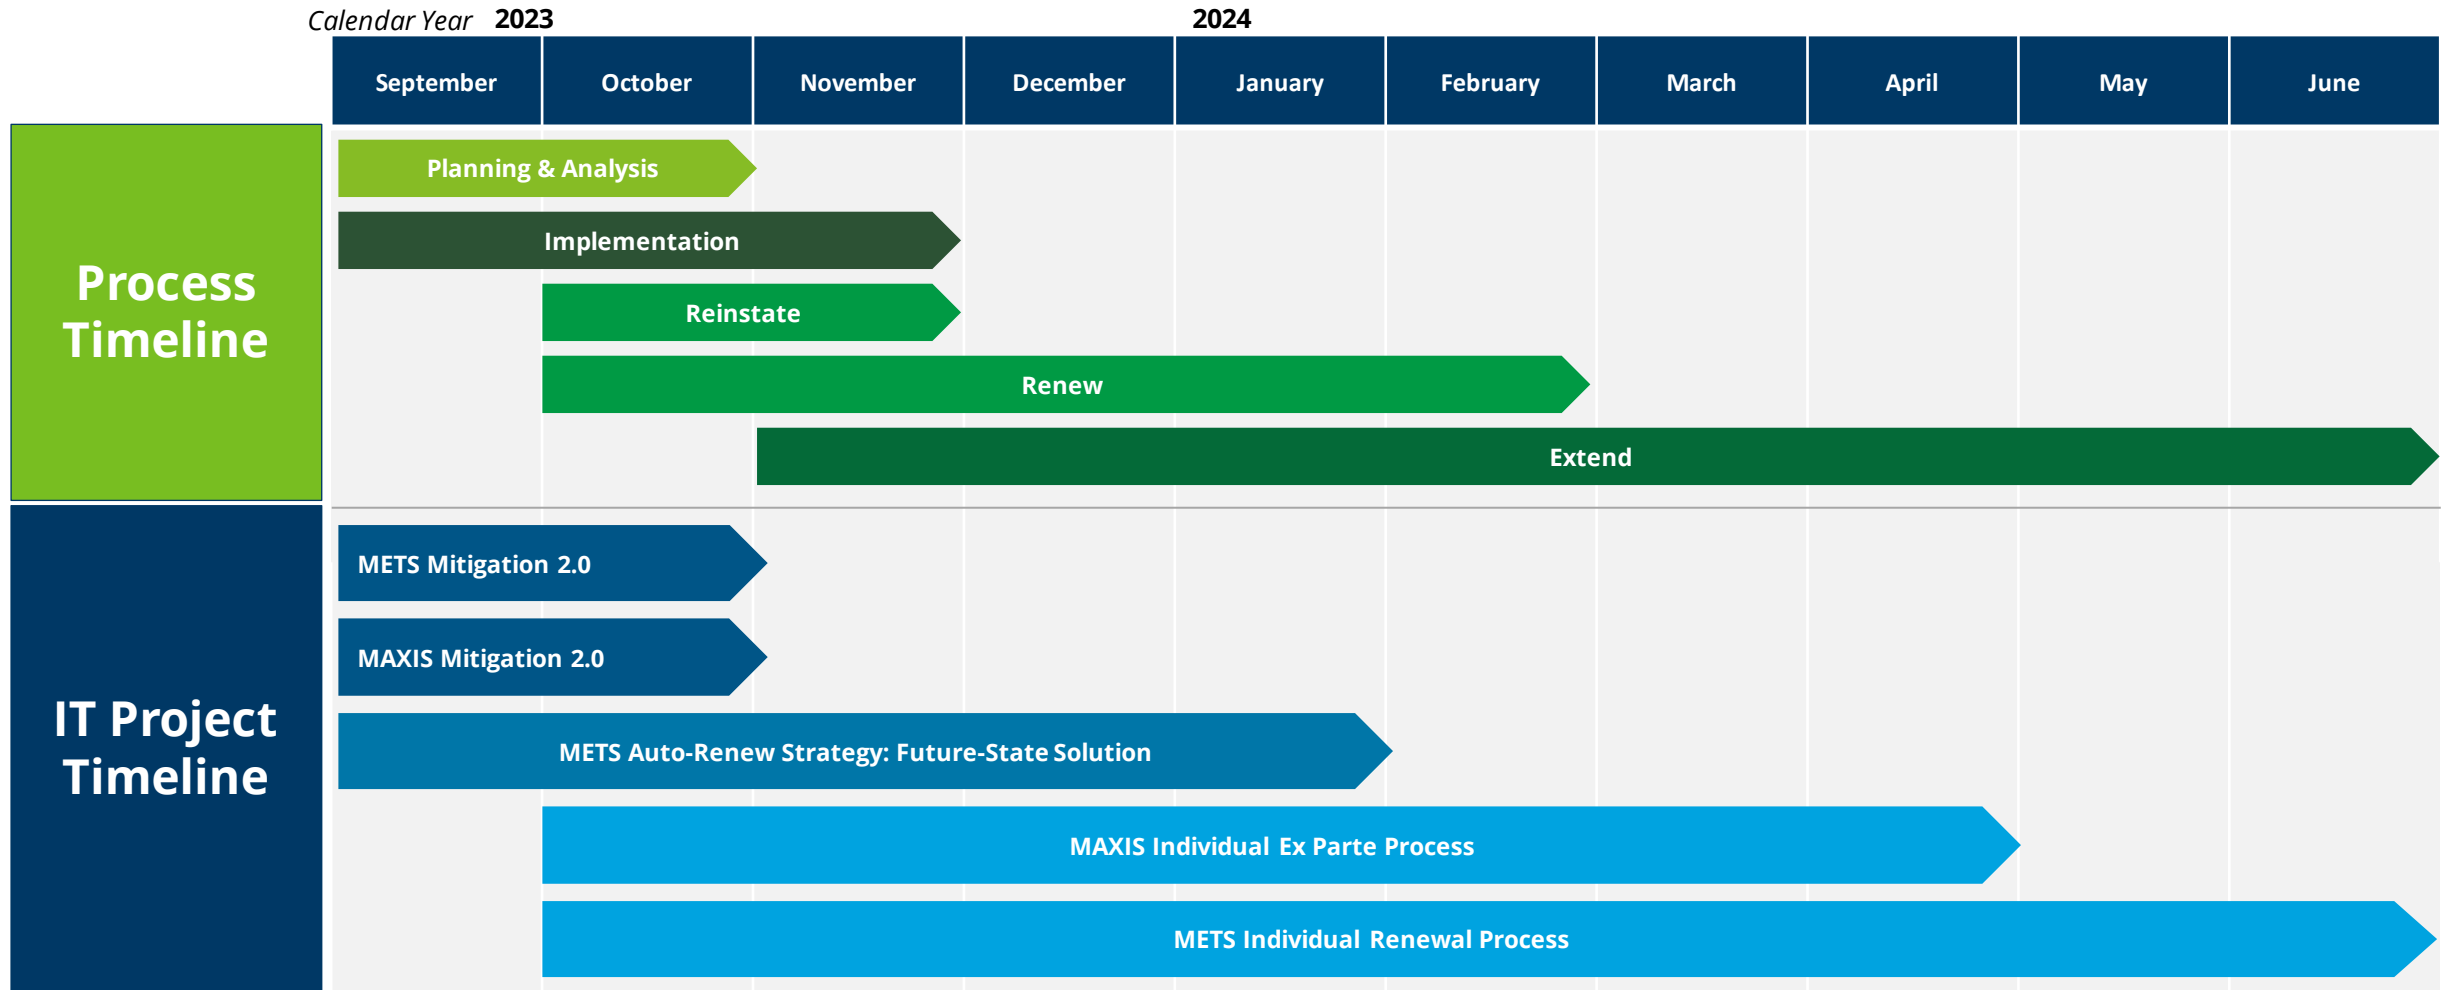 Calendar Year 2023 2024
September October November December January February March April May June
Process
Timeline
Planning & Analysis
Implementation
Reinstate
Renew
Extend
IT Project
Timeline
METS Mitigation 2.0
MAXIS Mitigation 2.0
METS Auto-Renew Strategy: Future-State Solution
MAXIS Individual Ex Parte Process
METS Individual Renewal Process